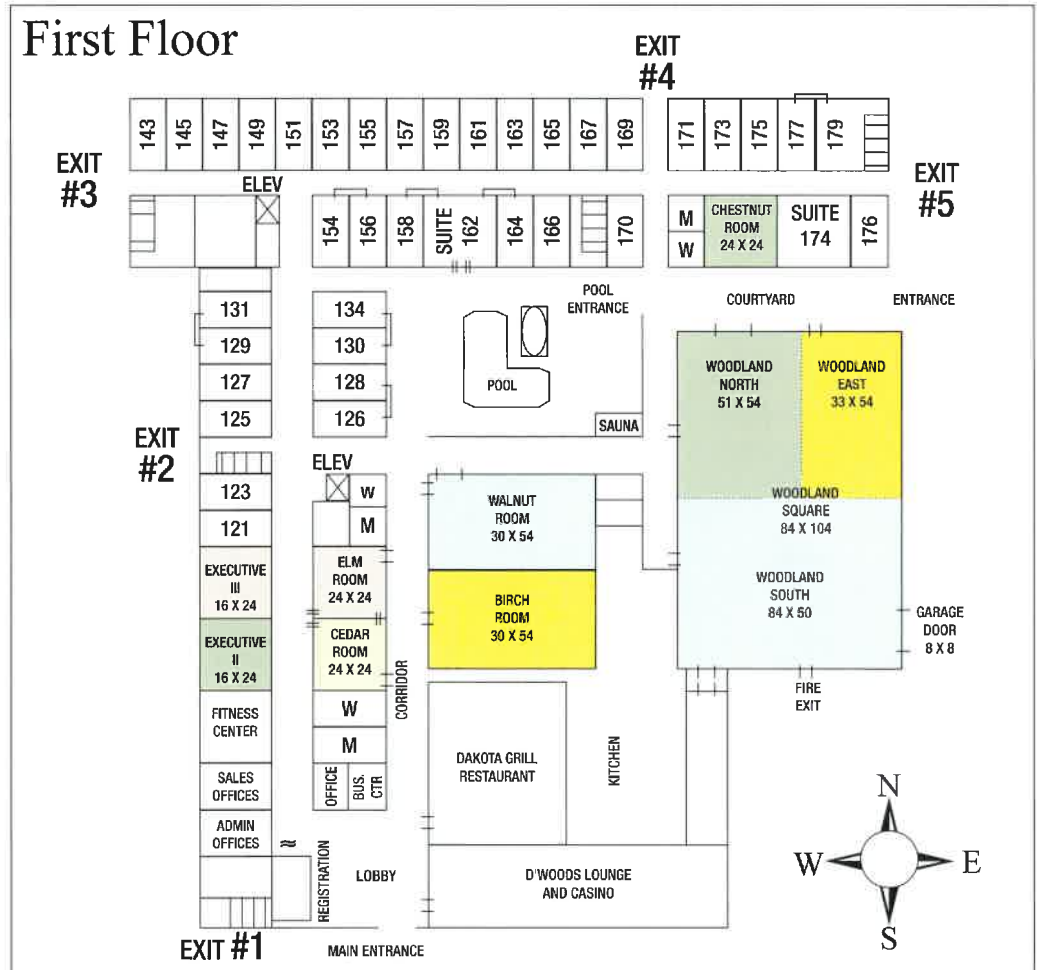 First Floor
EXIT
#4
143
145
147
149
151
153
155
157
159
161
163
165
167
169
171
173
175
177
179
EXIT
#3
ELEV
EXIT
#5
154
156
158
SUITE
162
164
166
170
M
W
CHESTNUT
ROOM
24 X 24
SUITE
174
176
POOL
ENTRANCE
COURTYARD
ENTRANCE
131
129
127
125
134
130
128
126
POOL
SAUNA
WOODLAND
NORTH
51 X 54
WOODLAND
EAST
33 X 54
EXIT
#2
ELEV
123
121
W
M
WALNUT
ROOM
30 X 54
WOODLAND
SQUARE
84 X 104
EXECUTIVE
III
16 X 24
ELM
ROOM
24 X 24
BIRCH
ROOM
30 X 54
WOODLAND
SOUTH
84 X 50
GARAGE
DOOR
8 X 8
EXECUTIVE
II
16 X 24
CEDAR
ROOM
24 X 24
CORRIDOR
FIRE
EXIT
FITNESS
CENTER
W
M
SALES
OFFICES
OFFICE
BUS.
CTR
DAKOTA GRILL
RESTAURANT
KITCHEN
ADMIN
OFFICES
REGISTRATION
LOBBY
D'WOODS LOUNGE
AND CASINO
N
W
E
S
EXIT #1
MAIN ENTRANCE